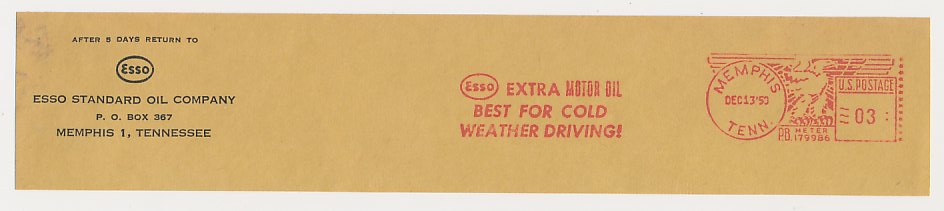 AFTER 5 DAYS RETURN TO
Esso
ESSO STANDARD OIL COMPANY
P. O. BOX 367
MEMPHIS 1, TENNESSEE
Esso EXTRA MOTOR OIL
BEST FOR COLD
WEATHER DRIVING!
MEMPHIS
DEC 13 '50
TENN.
U.S. POSTAGE
03
P.B. METER
179986